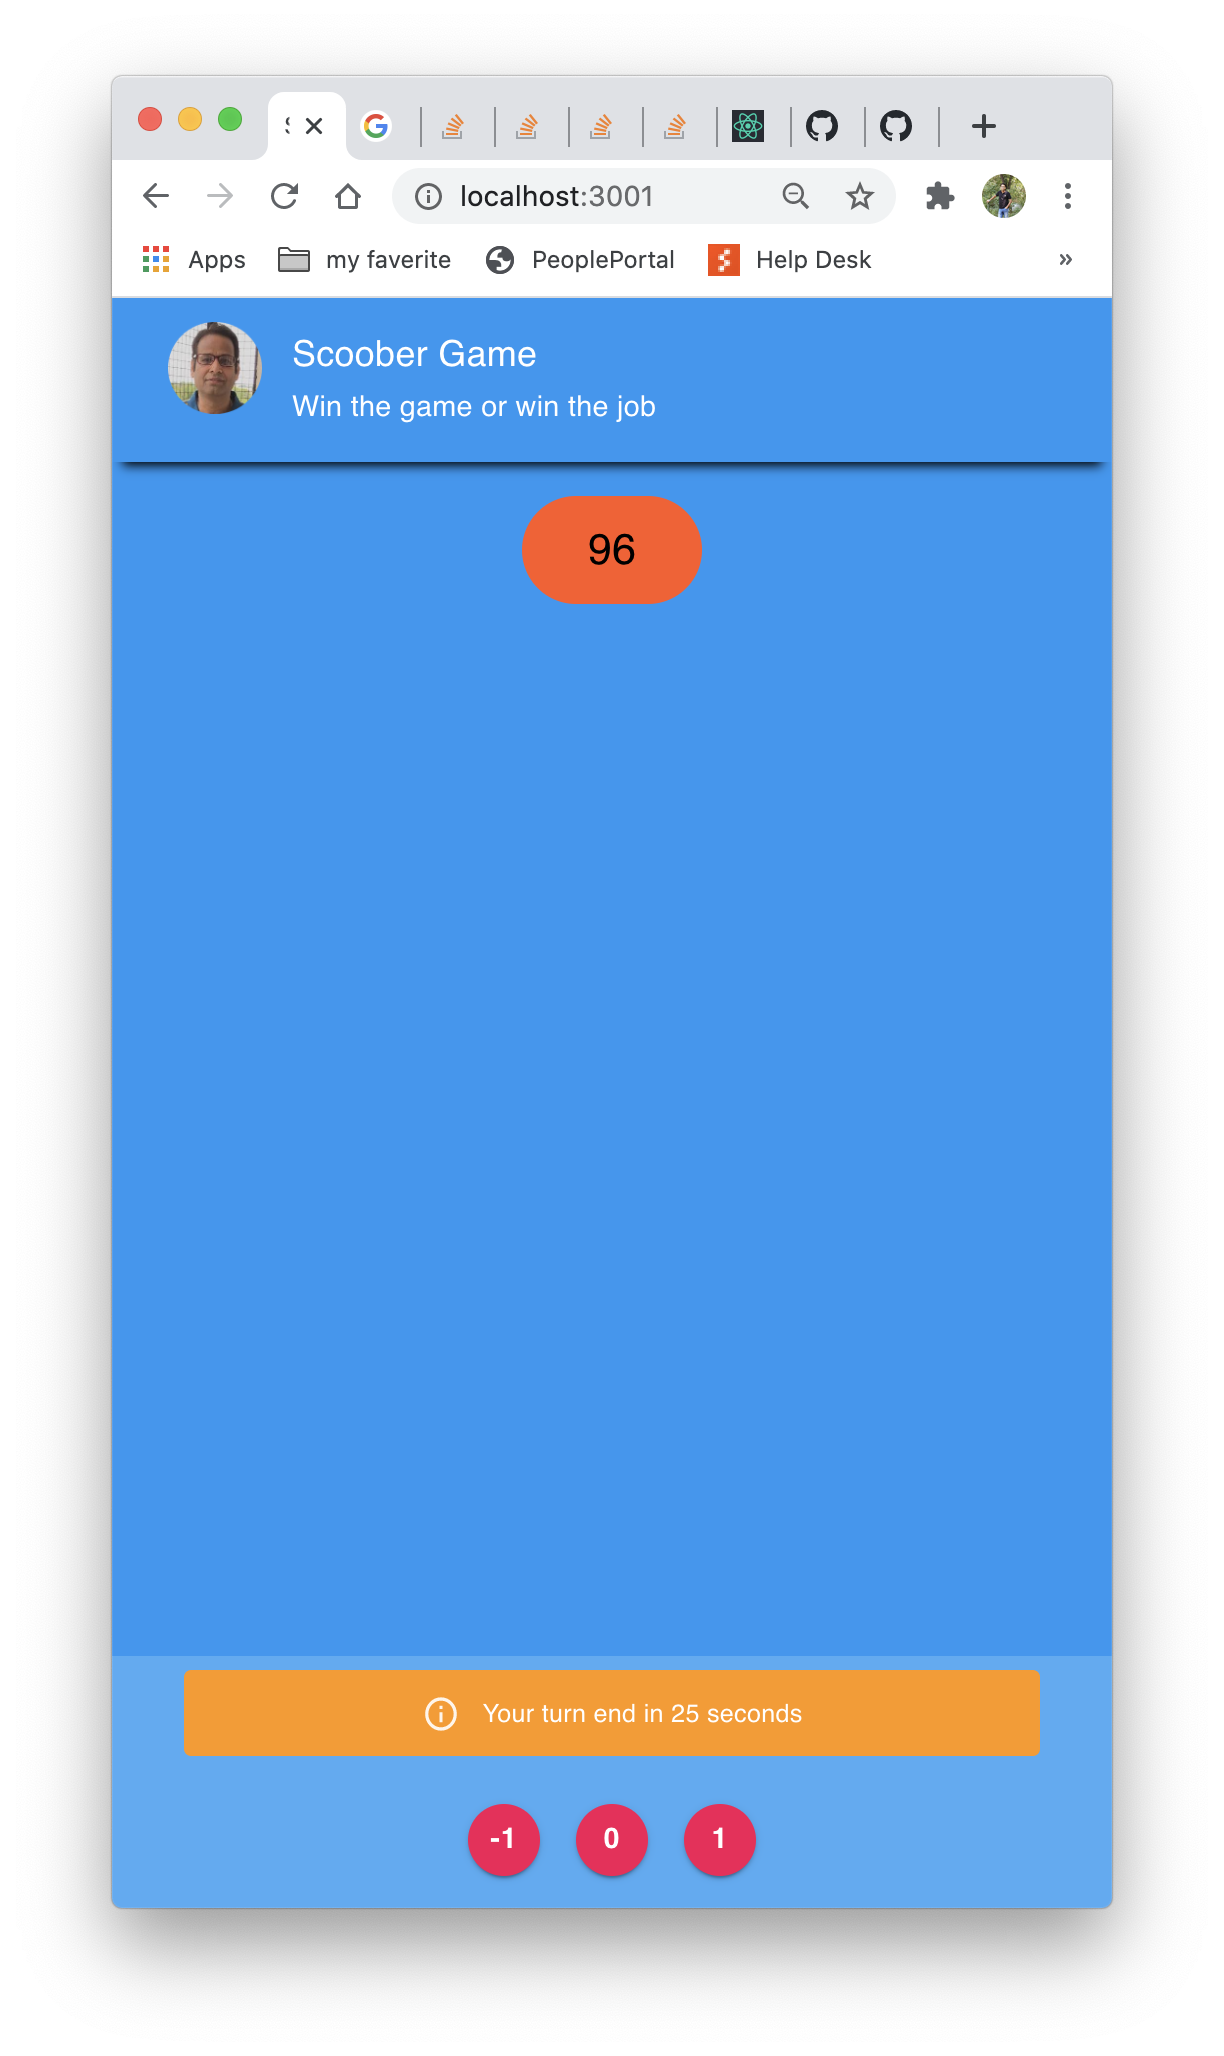 localhost:3001
Apps
my faverite
PeoplePortal
Help Desk
»
Scoober Game
Win the game or win the job
96
Your turn end in 25 seconds
-1
0
1